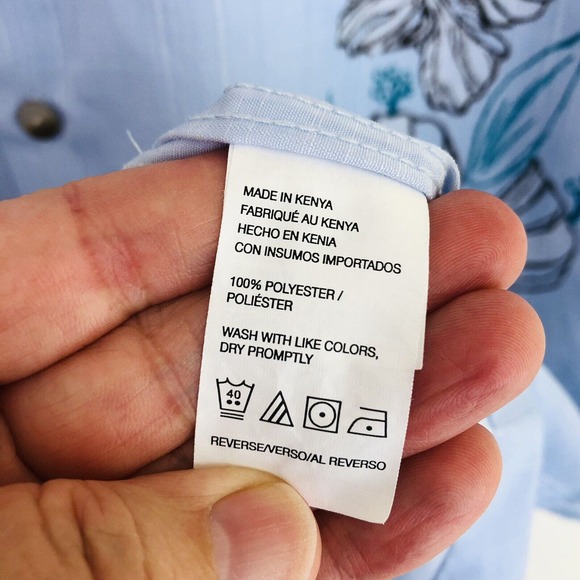 MADE IN KENYA
FABRIQUÉ AU KENYA
HECHO EN KENIA
CON INSUMOS IMPORTADOS
100% POLYESTER /
POLIÉSTER
WASH WITH LIKE COLORS,
DRY PROMPTLY
40
REVERSE/VERSO/AL REVERSO